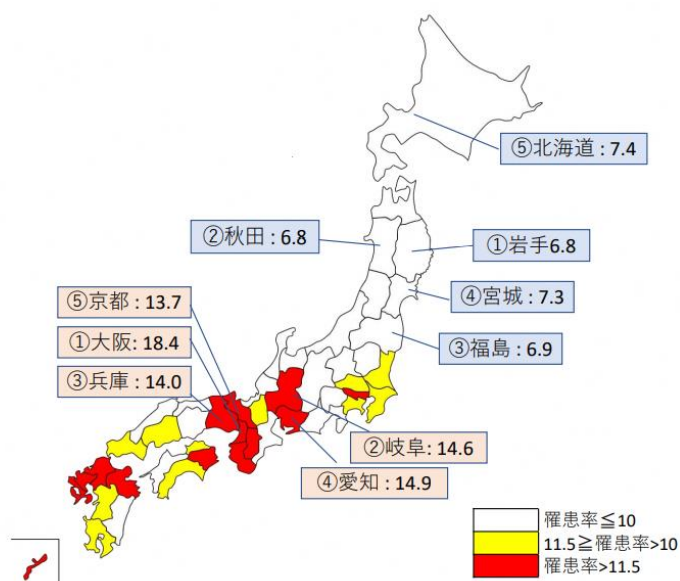 ⑤北海道 : 7.4
②秋田 : 6.8
①岩手6.8
④宮城 : 7.3
⑤京都 : 13.7
①大阪: 18.4
③福島 : 6.9
③兵庫 : 14.0
②岐阜 : 14.6
④愛知 : 14.9
罹患率≦10
11.5≧罹患率>10
罹患率>11.5